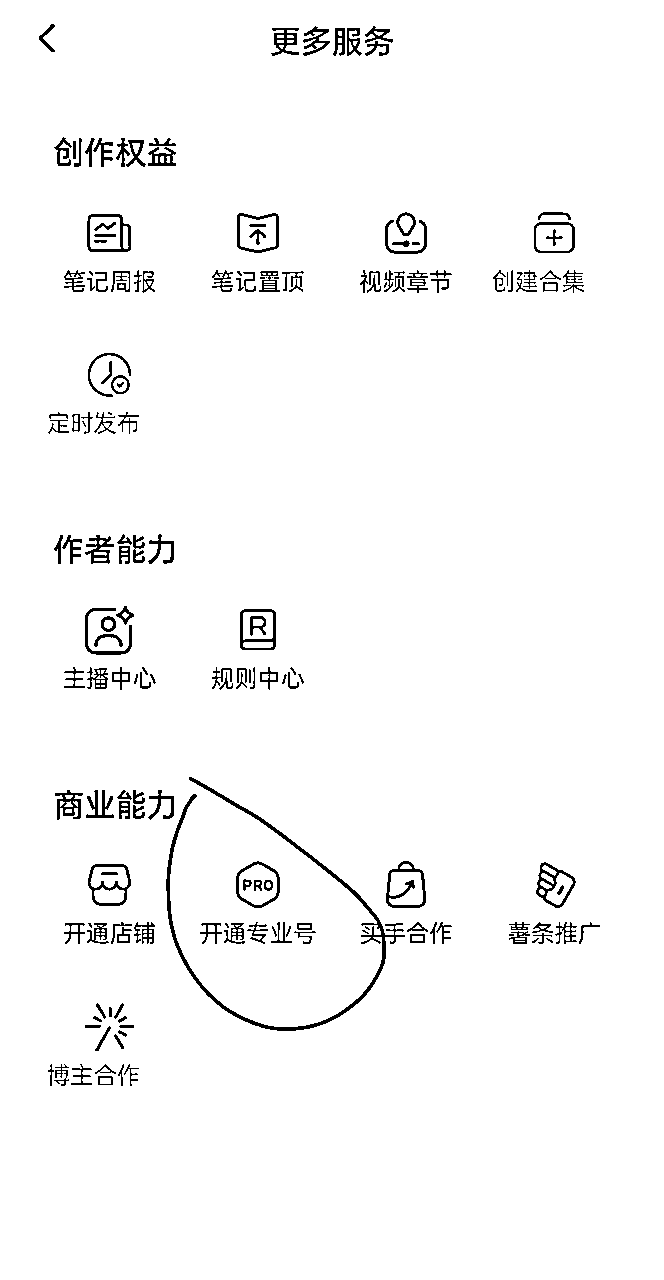 更多服务
创作权益
笔记周报 笔记置顶 视频章节 创建合集
定时发布
作者能力
R
主播中心 规则中心
商业能力
PRO
开通店铺 开通专业号 买手合作 薯条推广
博主合作